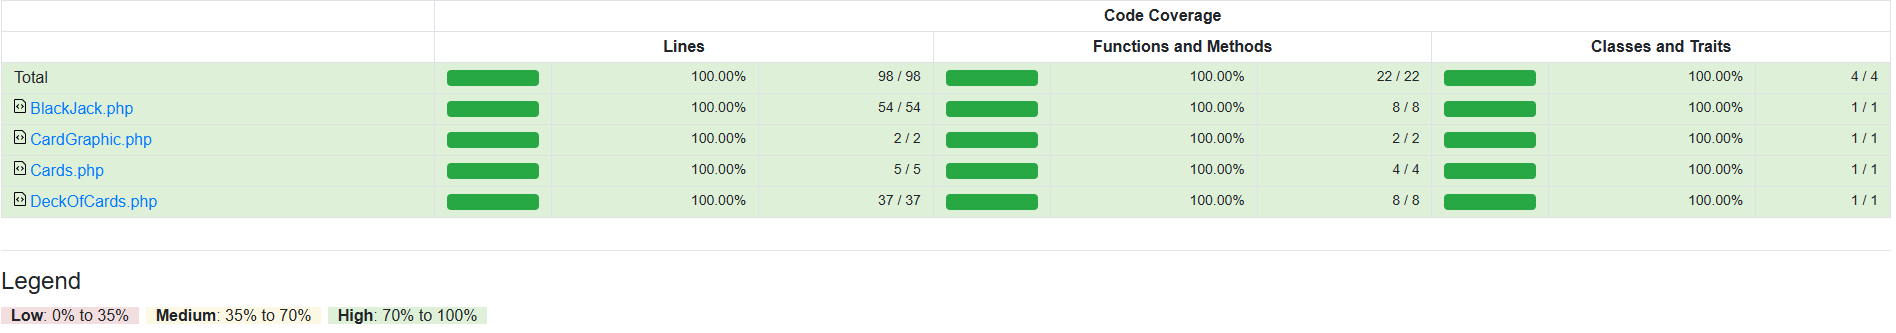 Code Coverage
Lines Functions and Methods Classes and Traits
Total 100.00% 98 / 98 100.00% 22 / 22 100.00% 4 / 4
BlackJack.php 100.00% 54 / 54 100.00% 8 / 8 100.00% 1 / 1
CardGraphic.php 100.00% 2 / 2 100.00% 2 / 2 100.00% 1 / 1
Cards.php 100.00% 5 / 5 100.00% 4 / 4 100.00% 1 / 1
DeckOfCards.php 100.00% 37 / 37 100.00% 8 / 8 100.00% 1 / 1
Legend
Low: 0% to 35% Medium: 35% to 70% High: 70% to 100%